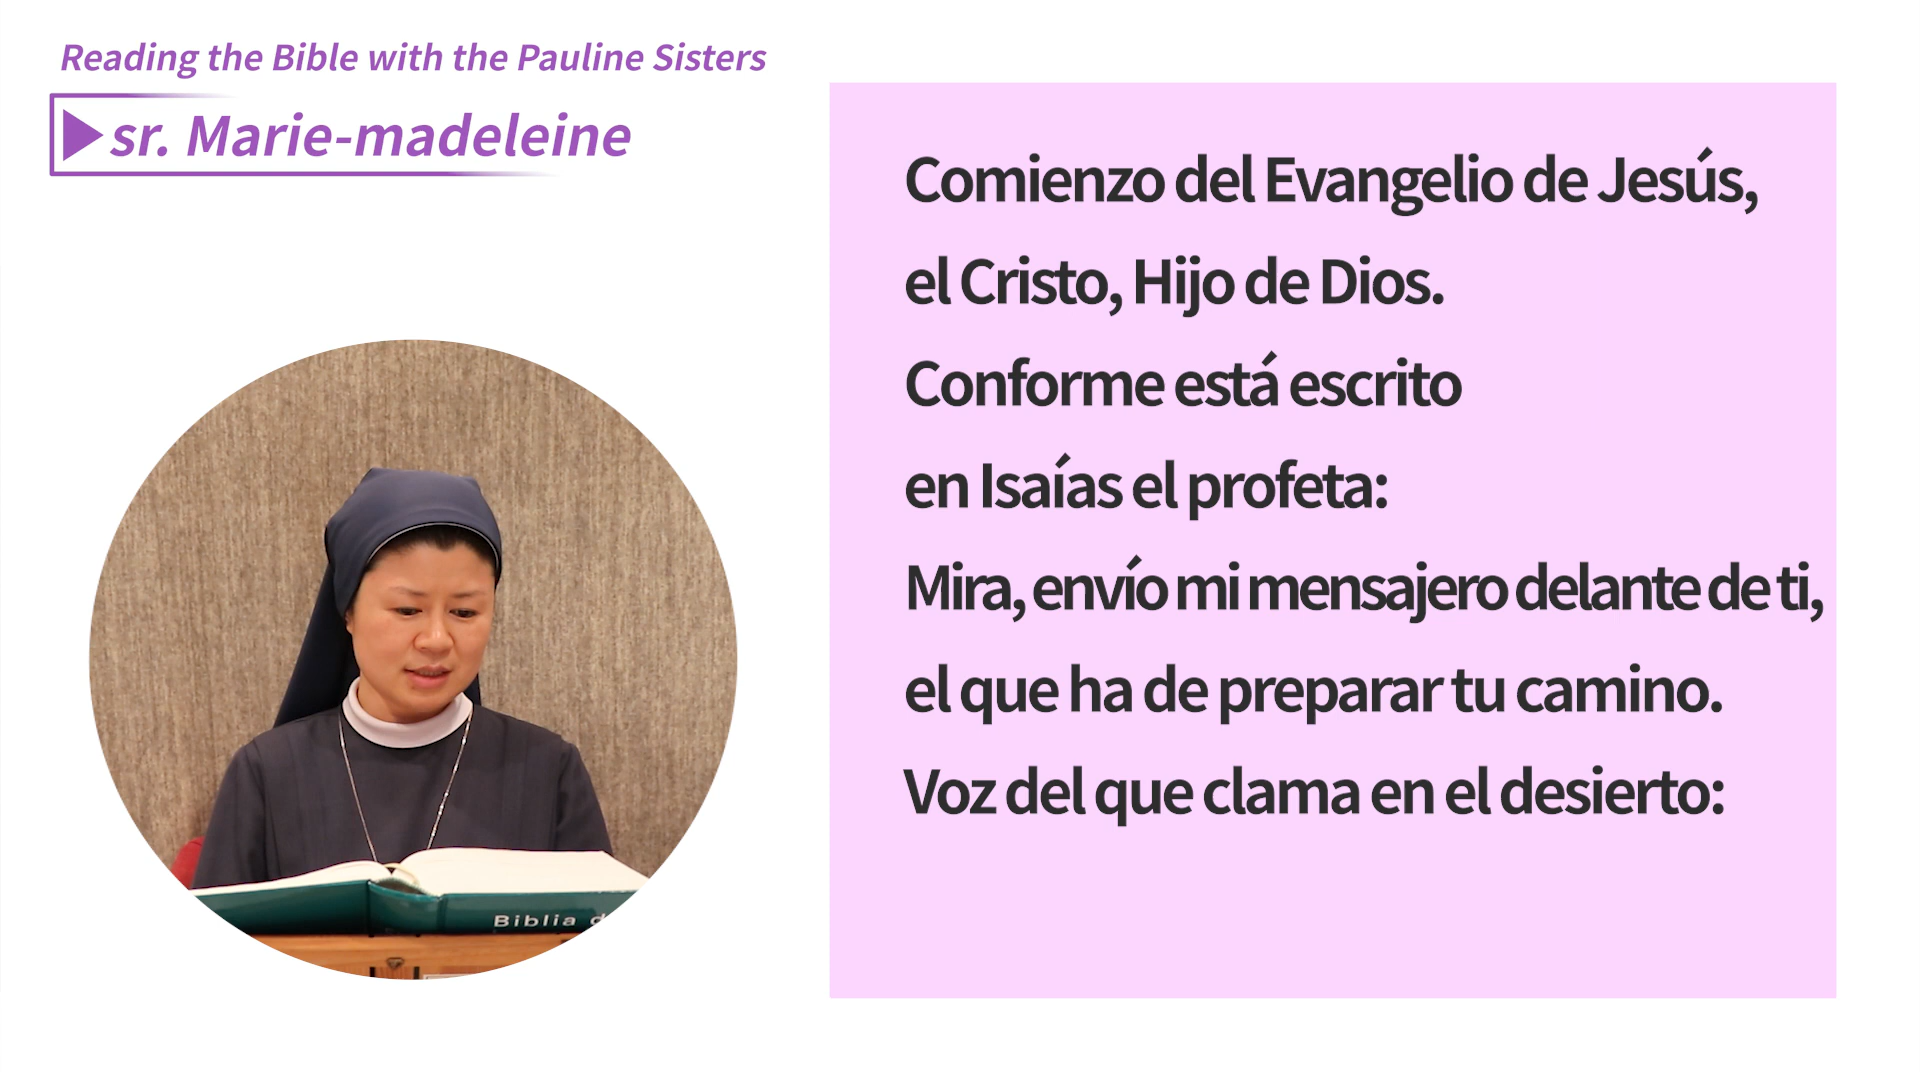 Reading the Bible with the Pauline Sisters
sr. Marie-madeleine
Comienzo del Evangelio de Jesús,
el Cristo, Hijo de Dios.
Conforme está escrito
en Isaías el profeta:
Mira, envío mi mensajero delante de ti,
el que ha de preparar tu camino.
Voz del que clama en el desierto:
Biblia d